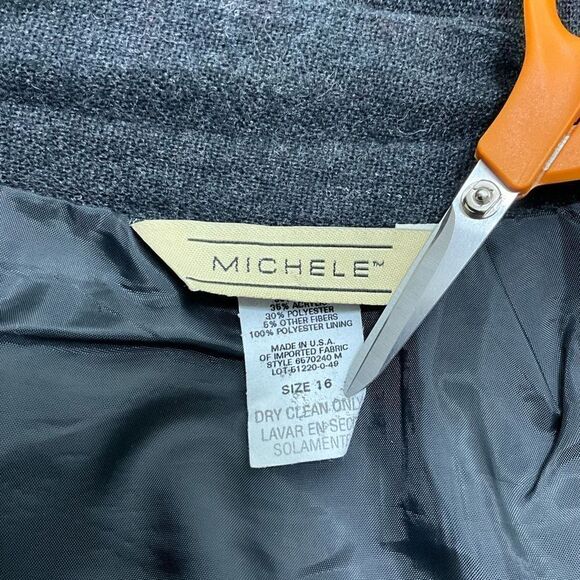 MICHELE™
30% POLYESTER
5% OTHER FIBERS
100% POLYESTER LINING
MADE IN U.S.A.
OF IMPORTED FABRIC
STYLE 6670240 M
LOT-61220-0-49
SIZE 16
DRY CLEAN ONLY
LAVAR EN SECO
SOLAMENTE